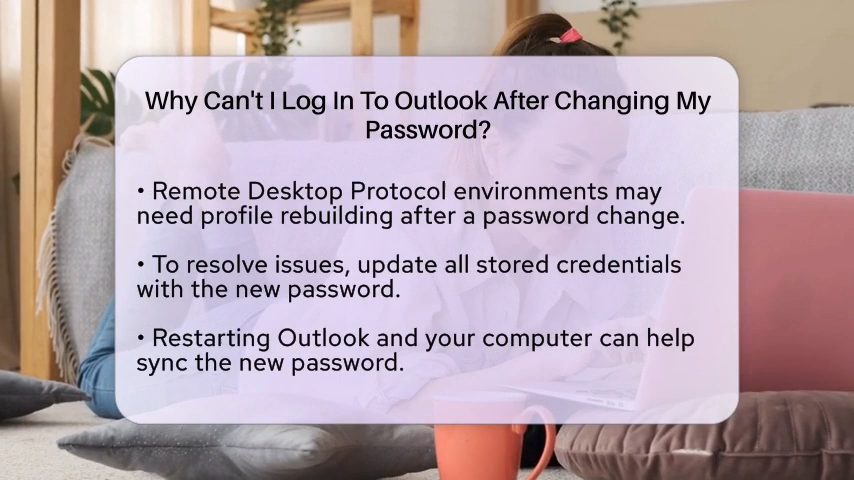 Why Can't I Log In To Outlook After Changing My
Password?
• Remote Desktop Protocol environments may
need profile rebuilding after a password change.
• To resolve issues, update all stored credentials
with the new password.
• Restarting Outlook and your computer can help
sync the new password.